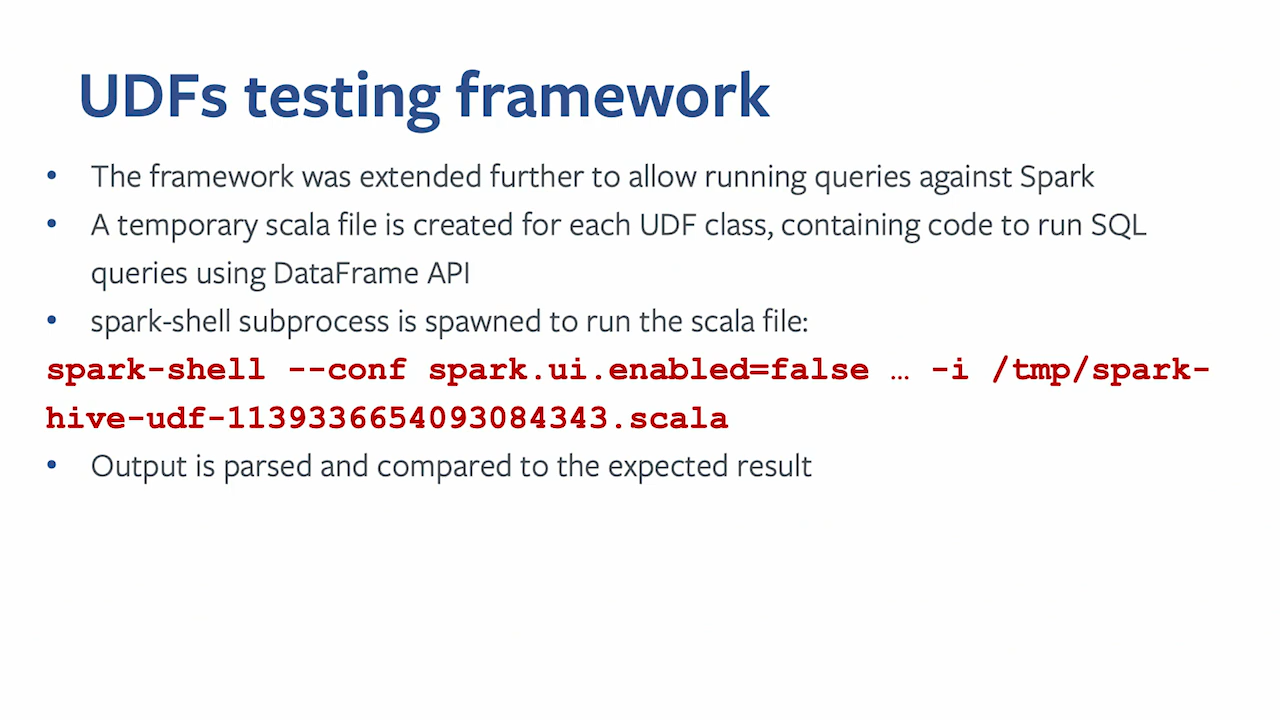 UDFs testing framework
• The framework was extended further to allow running queries against Spark
• A temporary scala file is created for each UDF class, containing code to run SQL
queries using DataFrame API
• spark-shell subprocess is spawned to run the scala file:
spark-shell --conf spark.ui.enabled=false … -i /tmp/spark-
hive-udf-1139336654093084343.scala
• Output is parsed and compared to the expected result